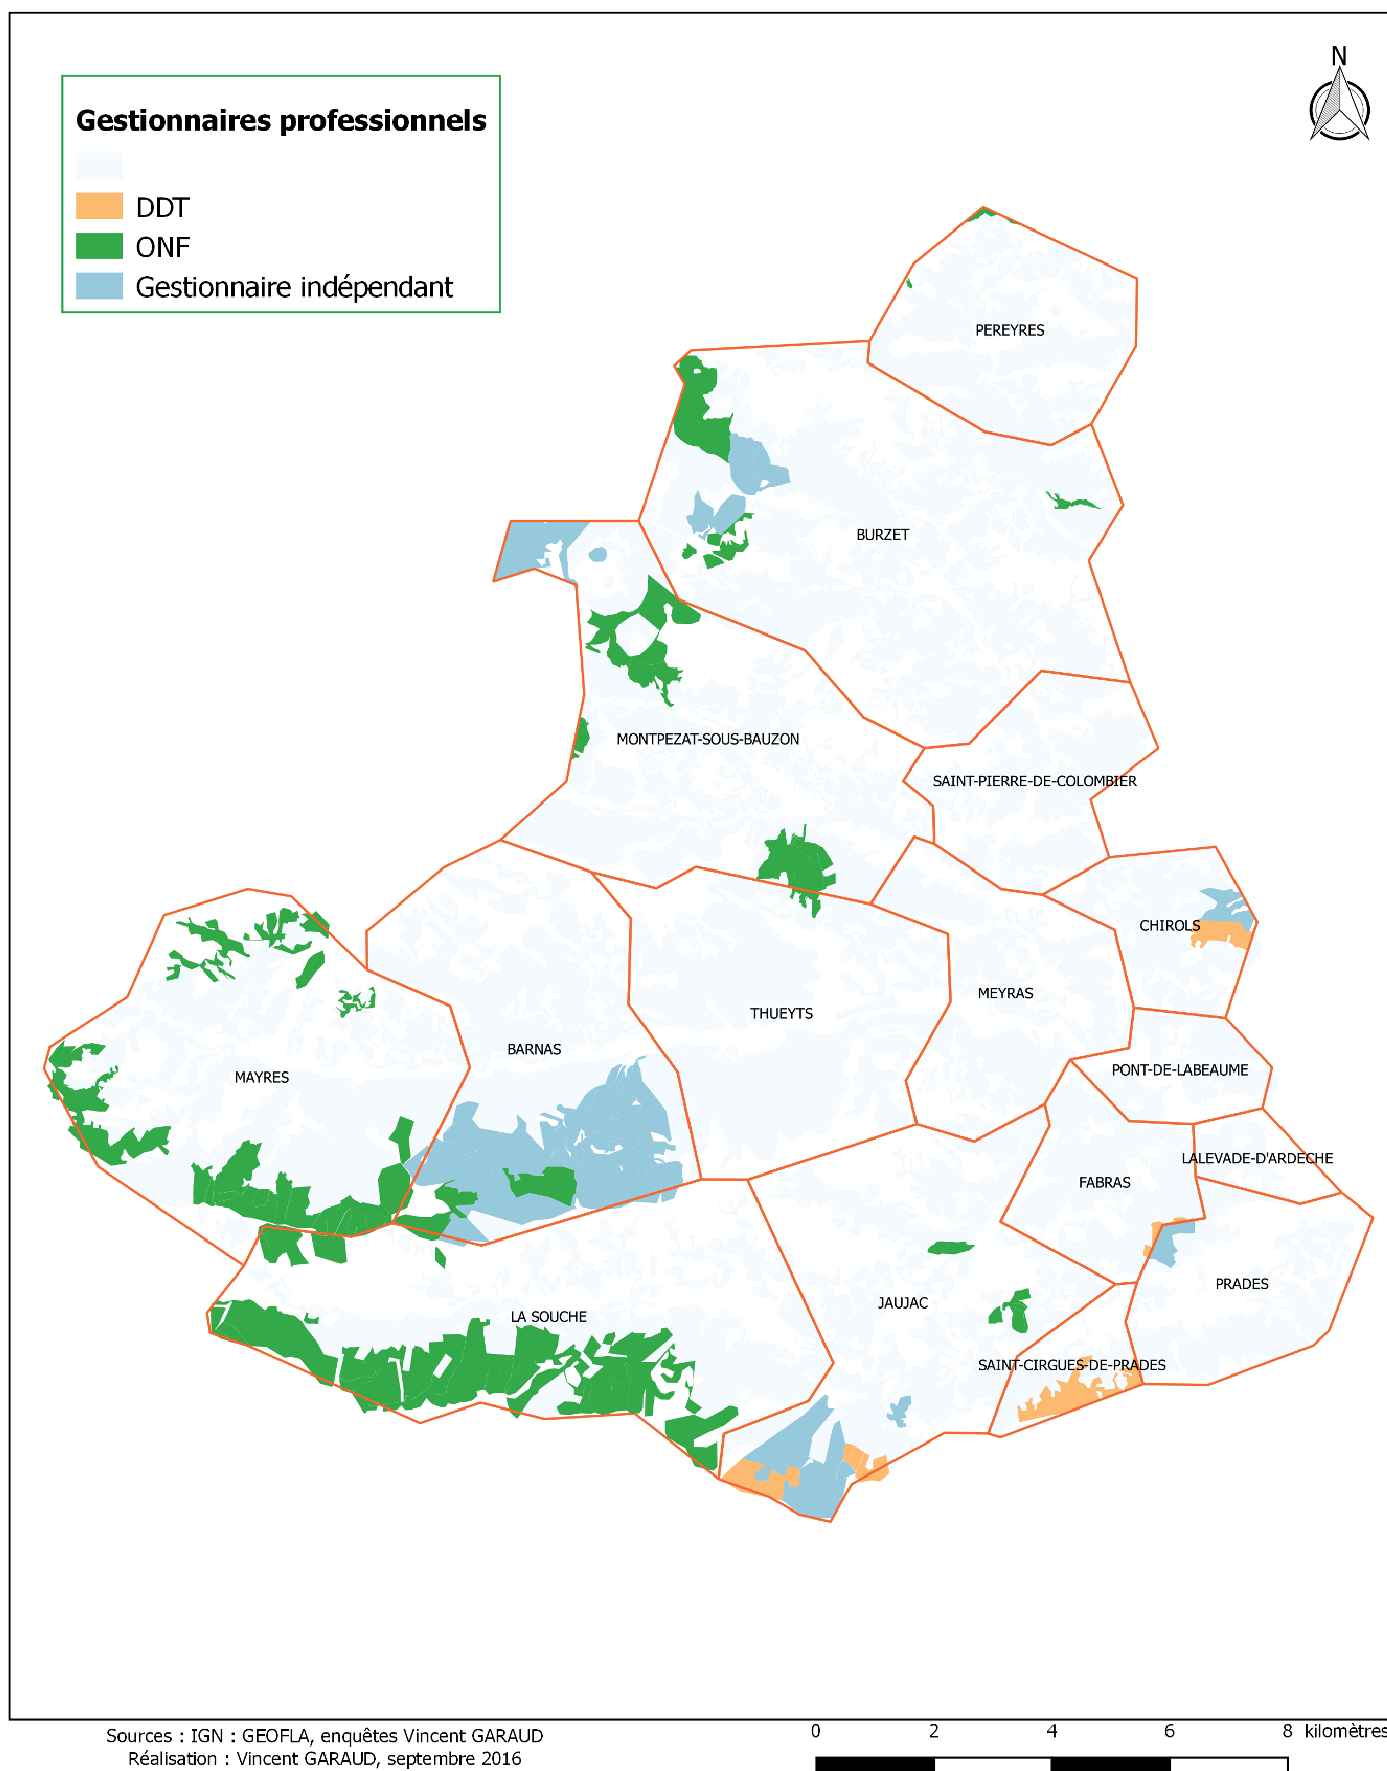 N
Gestionnaires professionnels
DDT
ONF
Gestionnaire indépendant
PEREYRES
BURZET
MONTPEZAT-SOUS-BAUZON
SAINT-PIERRE-DE-COLOMBIER
CHIROLS
MEYRAS
THUEYTS
BARNAS
PONT-DE-LABEAUME
MAYRES
LALEVADE-D'ARDECHE
FABRAS
PRADES
JAUJAC
LA SOUCHE
SAINT-CIRGUES-DE-PRADES
Sources : IGN : GEOFLA, enquêtes Vincent GARAUD
Réalisation : Vincent GARAUD, septembre 2016
0 2 4 6 8 kilomètres